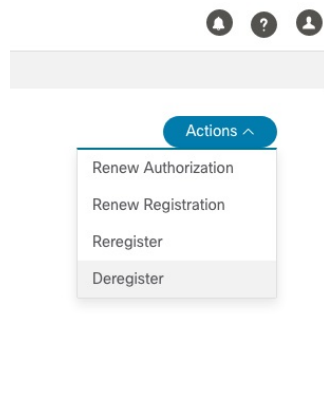 Actions
Renew Authorization
Renew Registration
Reregister
Deregister